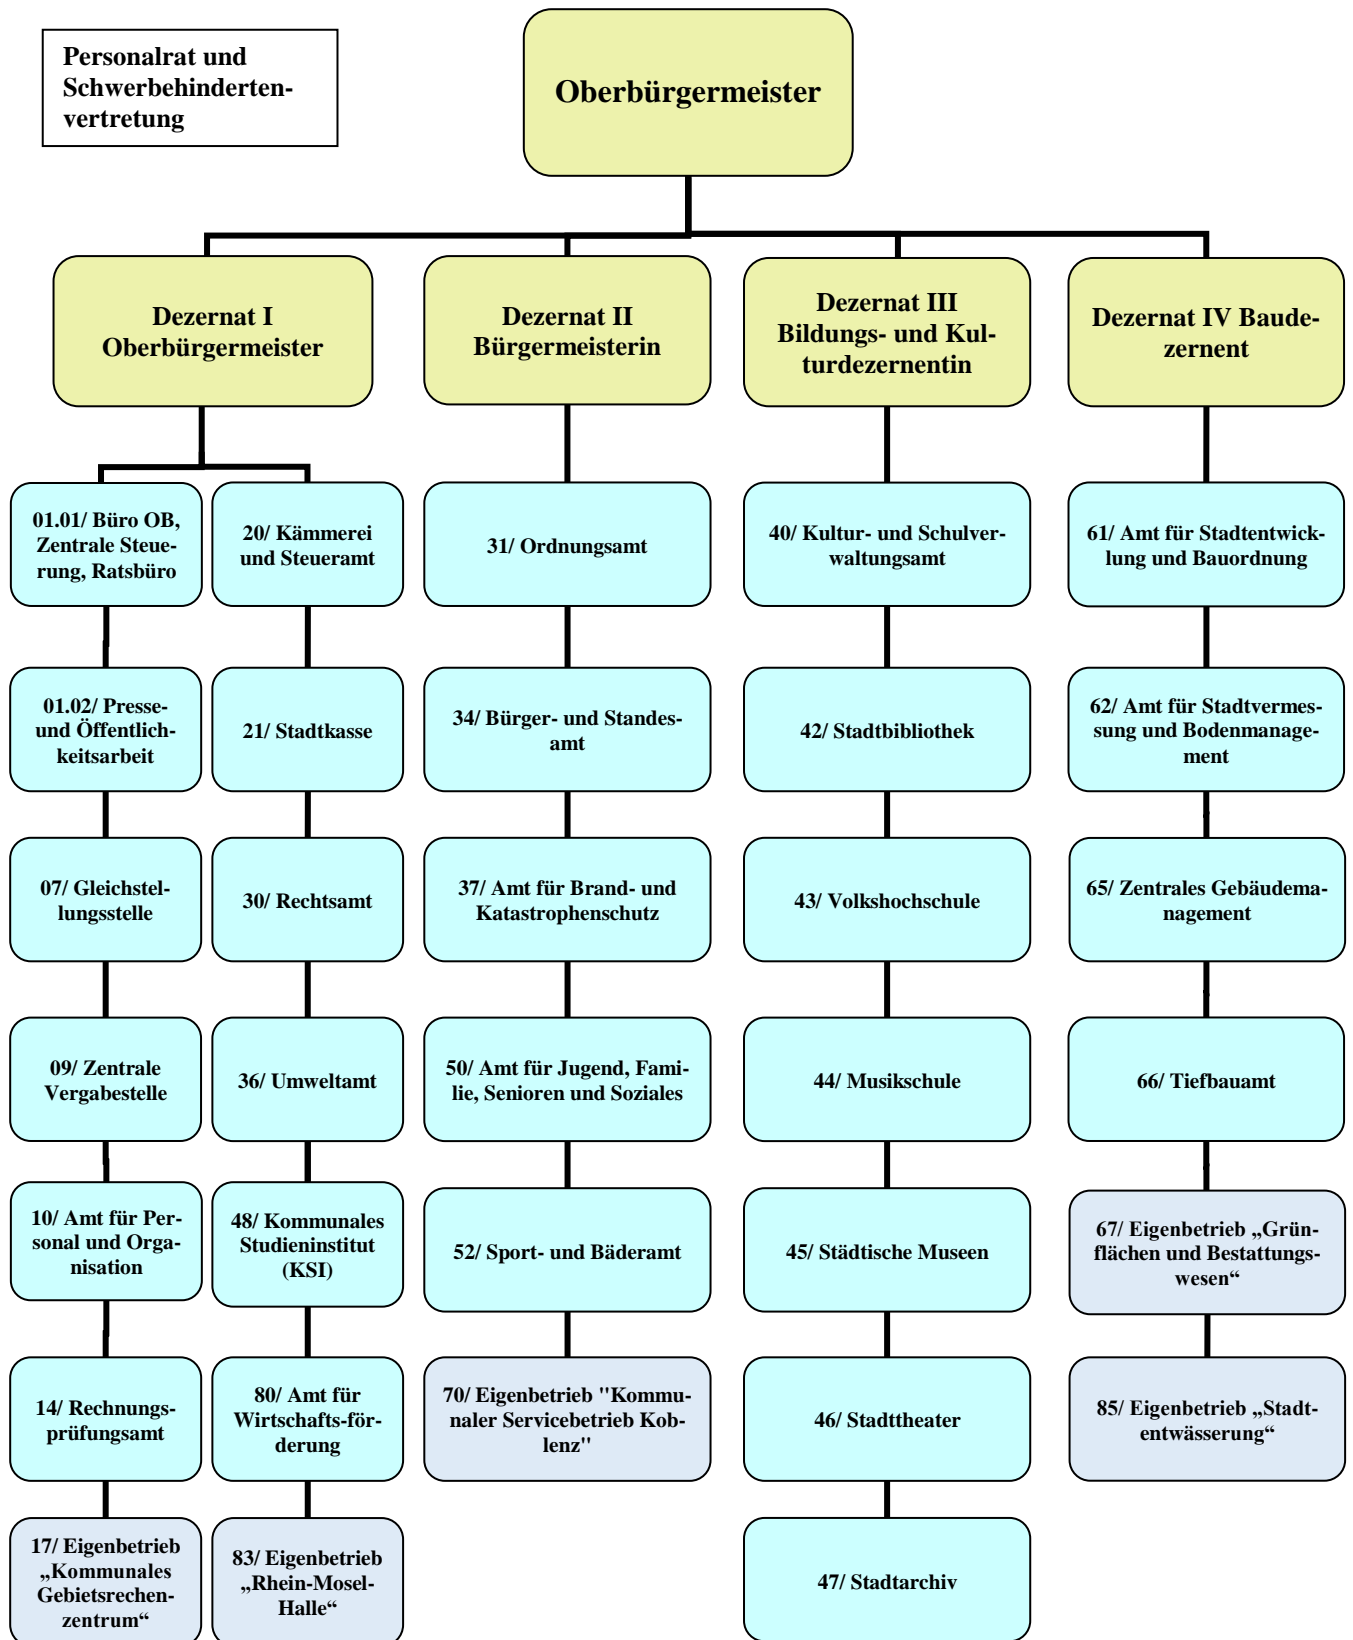 Personalrat und
Schwerbehinderten-
vertretung
Oberbürgermeister
Dezernat I
Oberbürgermeister
Dezernat II
Bürgermeisterin
Dezernat III
Bildungs- und Kul-
turdezernentin
Dezernat IV Baude-
zernent
01.01/ Büro OB,
Zentrale Steue-
rung, Ratsbüro
20/ Kämmerei
und Steueramt
31/ Ordnungsamt
40/ Kultur- und Schulver-
waltungsamt
61/ Amt für Stadtentwick-
lung und Bauordnung
01.02/ Presse-
und Öffentlich-
keitsarbeit
21/ Stadtkasse
34/ Bürger- und Standes-
amt
42/ Stadtbibliothek
62/ Amt für Stadtvermes-
sung und Bodenmanage-
ment
07/ Gleichstel-
lungsstelle
30/ Rechtsamt
37/ Amt für Brand- und
Katastrophenschutz
43/ Volkshochschule
65/ Zentrales Gebäudema-
nagement
09/ Zentrale
Vergabestelle
36/ Umweltamt
50/ Amt für Jugend, Fami-
lie, Senioren und Soziales
44/ Musikschule
66/ Tiefbauamt
10/ Amt für Per-
sonal und Orga-
nisation
48/ Kommunales
Studieninstitut
(KSI)
52/ Sport- und Bäderamt
45/ Städtische Museen
67/ Eigenbetrieb „Grün-
flächen und Bestattungs-
wesen“
14/ Rechnungs-
prüfungsamt
80/ Amt für
Wirtschafts-för-
derung
70/ Eigenbetrieb "Kommu-
naler Servicebetrieb Kob-
lenz"
46/ Stadttheater
85/ Eigenbetrieb „Stadt-
entwässerung“
17/ Eigenbetrieb
„Kommunales
Gebietsrechen-
zentrum“
83/ Eigenbetrieb
„Rhein-Mosel-
Halle“
47/ Stadtarchiv